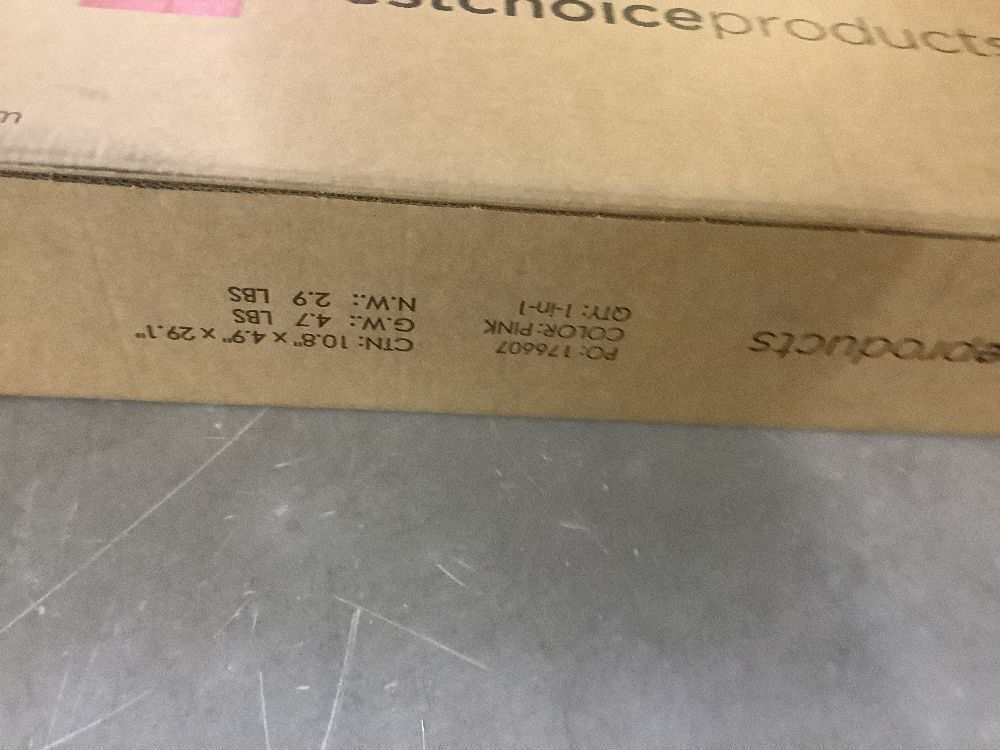 estchoiceproducts
m
eproducts
PO: 176607
COLOR: PINK
QTY: 1-in-1
CTN: 10.8" x 4.9" x 29.1"
G.W.: 4.7 LBS
N.W.: 2.9 LBS